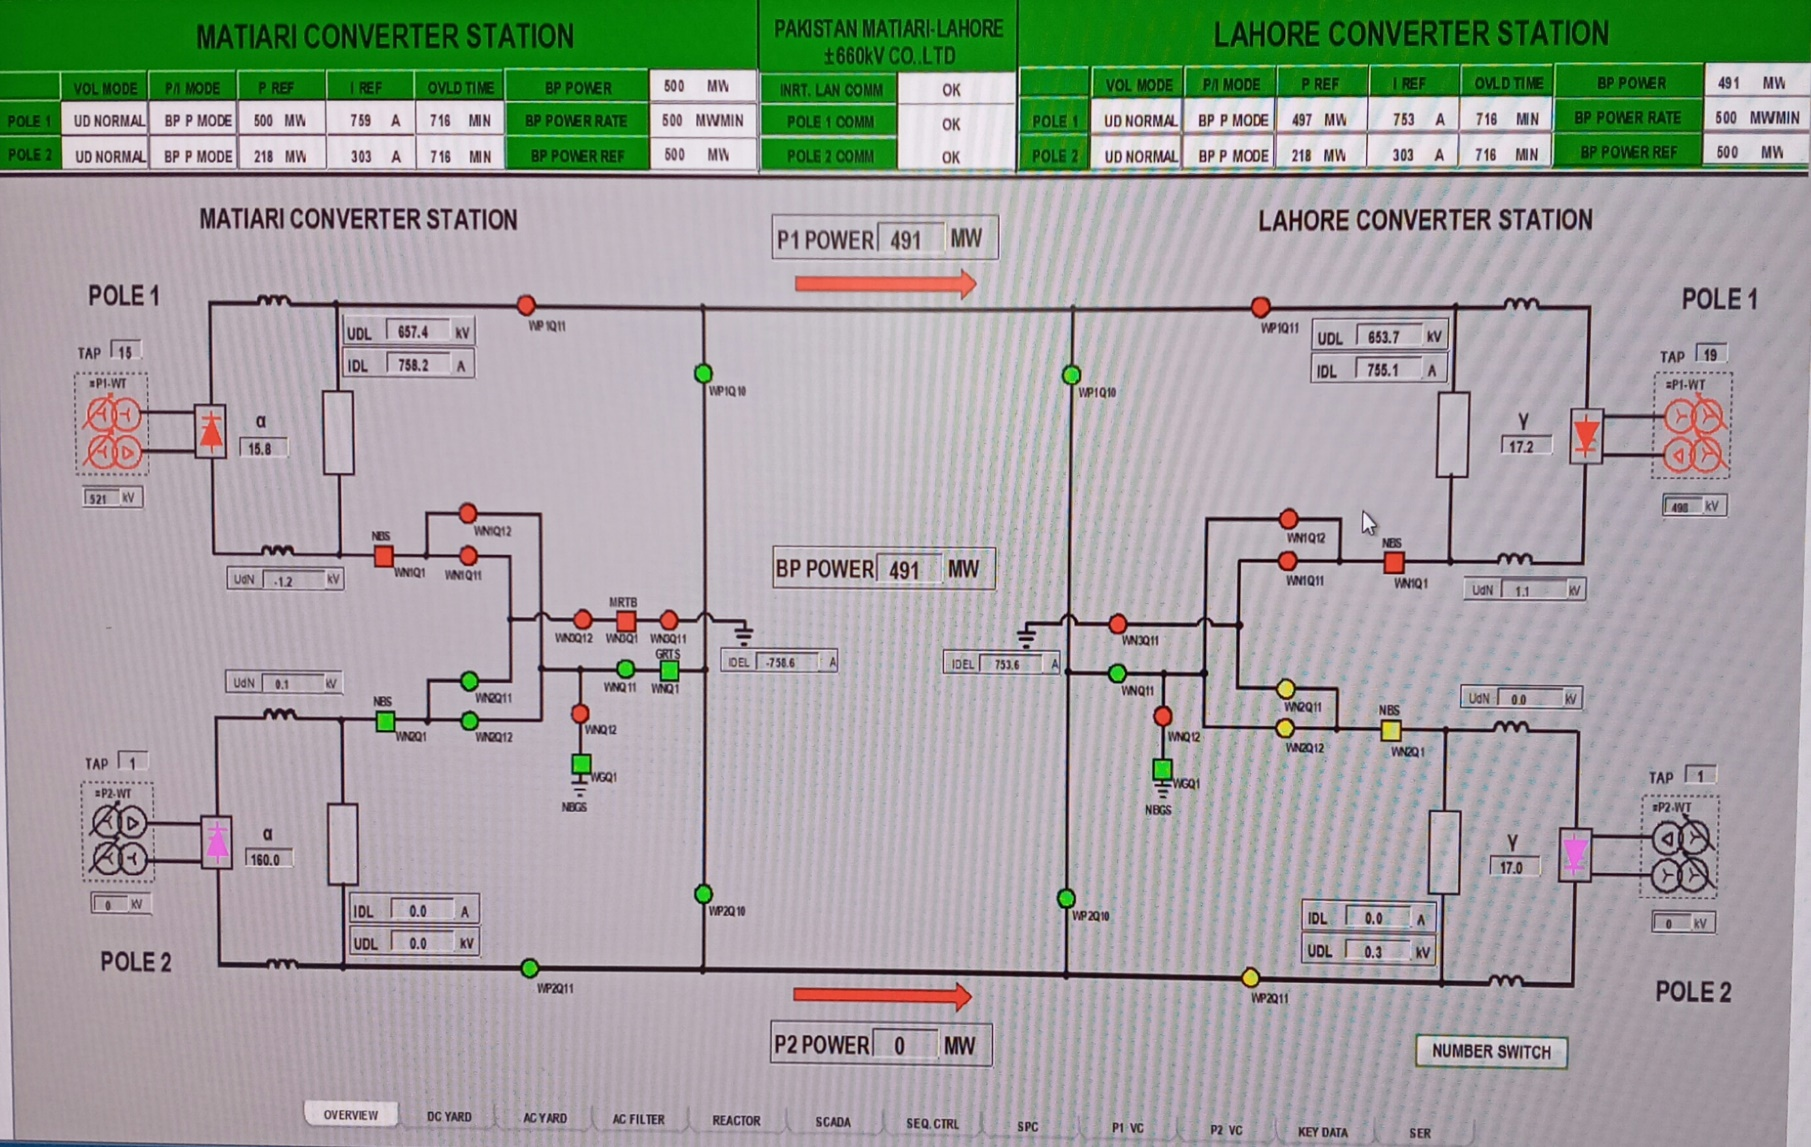 MATIARI CONVERTER STATION
PAKISTAN MATIARI-LAHORE
±660kV CO..LTD
LAHORE CONVERTER STATION
VOL MODE P/I MODE P REF I REF OVLD TIME BP POWER 500 MW
POLE 1 UD NORMAL BP P MODE 500 MW 759 A 716 MIN BP POWER RATE 500 MW/MIN
POLE 2 UD NORMAL BP P MODE 218 MW 303 A 716 MIN BP POWER REF 500 MW
INRT. LAN COMM OK
POLE 1 COMM OK
POLE 2 COMM OK
VOL MODE P/I MODE P REF I REF OVLD TIME BP POWER 491 MW
POLE 1 UD NORMAL BP P MODE 497 MW 753 A 716 MIN BP POWER RATE 500 MW/MIN
POLE 2 UD NORMAL BP P MODE 218 MW 303 A 716 MIN BP POWER REF 500 MW
MATIARI CONVERTER STATION
P1 POWER 491 MW
LAHORE CONVERTER STATION
POLE 1
UDL 657.4 kV
IDL 758.2 A
WP1Q11
TAP 15
=P1-WT
α
15.8
521 kV
WP1Q10
NBS
WN1Q1
WN1Q12
WN1Q11
UdN -1.2 kV
MRTB
WN3Q12 WN3Q1 WN3Q11
GRTS
WNQ11 WNQ1
IDEL -758.6 A
UdN 0.1 kV
NBS
WN2Q1
WN2Q11
WN2Q12
WNQ12
WGQ1
NBGS
TAP 1
=P2-WT
α
160.0
0 kV
IDL 0.0 A
UDL 0.0 kV
POLE 2
WP2Q11
WP2Q10
BP POWER 491 MW
POLE 1
WP1Q11
UDL 653.7 kV
IDL 755.1 A
TAP 19
=P1-WT
γ
17.2
498 kV
WP1Q10
WN1Q12
NBS
WN1Q11
WN1Q1
UdN 1.1 kV
WN3Q11
IDEL 753.6 A
WNQ11
WNQ12
WGQ1
NBGS
WN2Q11
WN2Q12
NBS
WN2Q1
UdN 0.0 kV
TAP 1
=P2-WT
γ
17.0
0 kV
IDL 0.0 A
UDL 0.3 kV
WP2Q10
WP2Q11
POLE 2
P2 POWER 0 MW
NUMBER SWITCH
OVERVIEW DC YARD AC YARD AC FILTER REACTOR SCADA SEQ. CTRL SPC P1 VC P2 VC KEY DATA SER